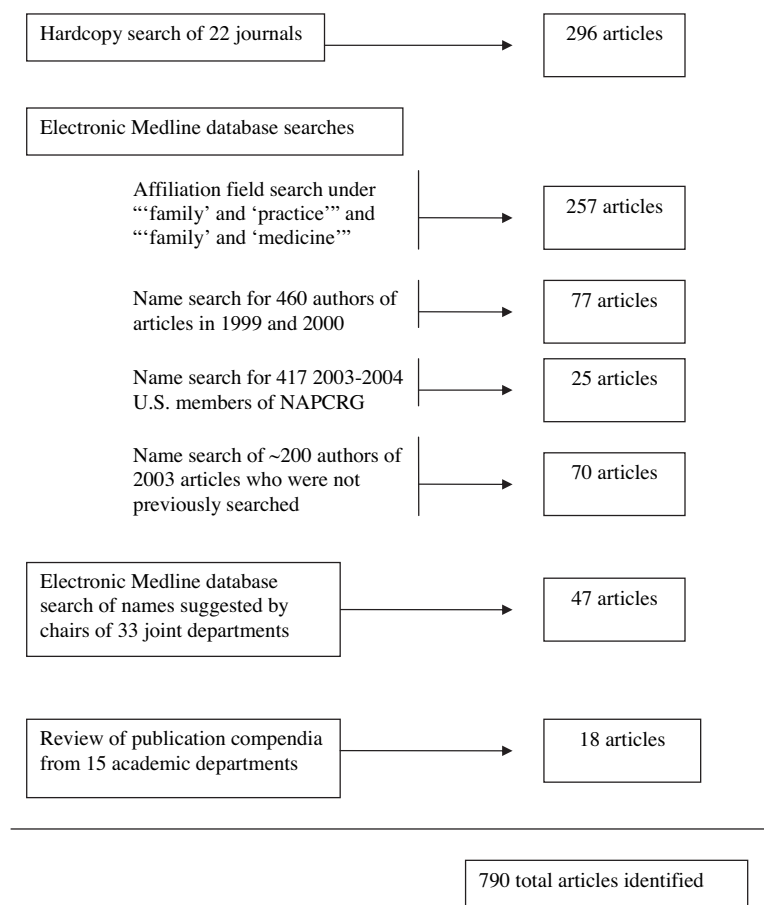 Hardcopy search of 22 journals
296 articles
Electronic Medline database searches
Affiliation field search under
“‘family’ and ‘practice’” and
“‘family’ and ‘medicine’”
257 articles
Name search for 460 authors of
articles in 1999 and 2000
77 articles
Name search for 417 2003-2004
U.S. members of NAPCRG
25 articles
Name search of ~200 authors of
2003 articles who were not
previously searched
70 articles
Electronic Medline database
search of names suggested by
chairs of 33 joint departments
47 articles
Review of publication compendia
from 15 academic departments
18 articles
790 total articles identified